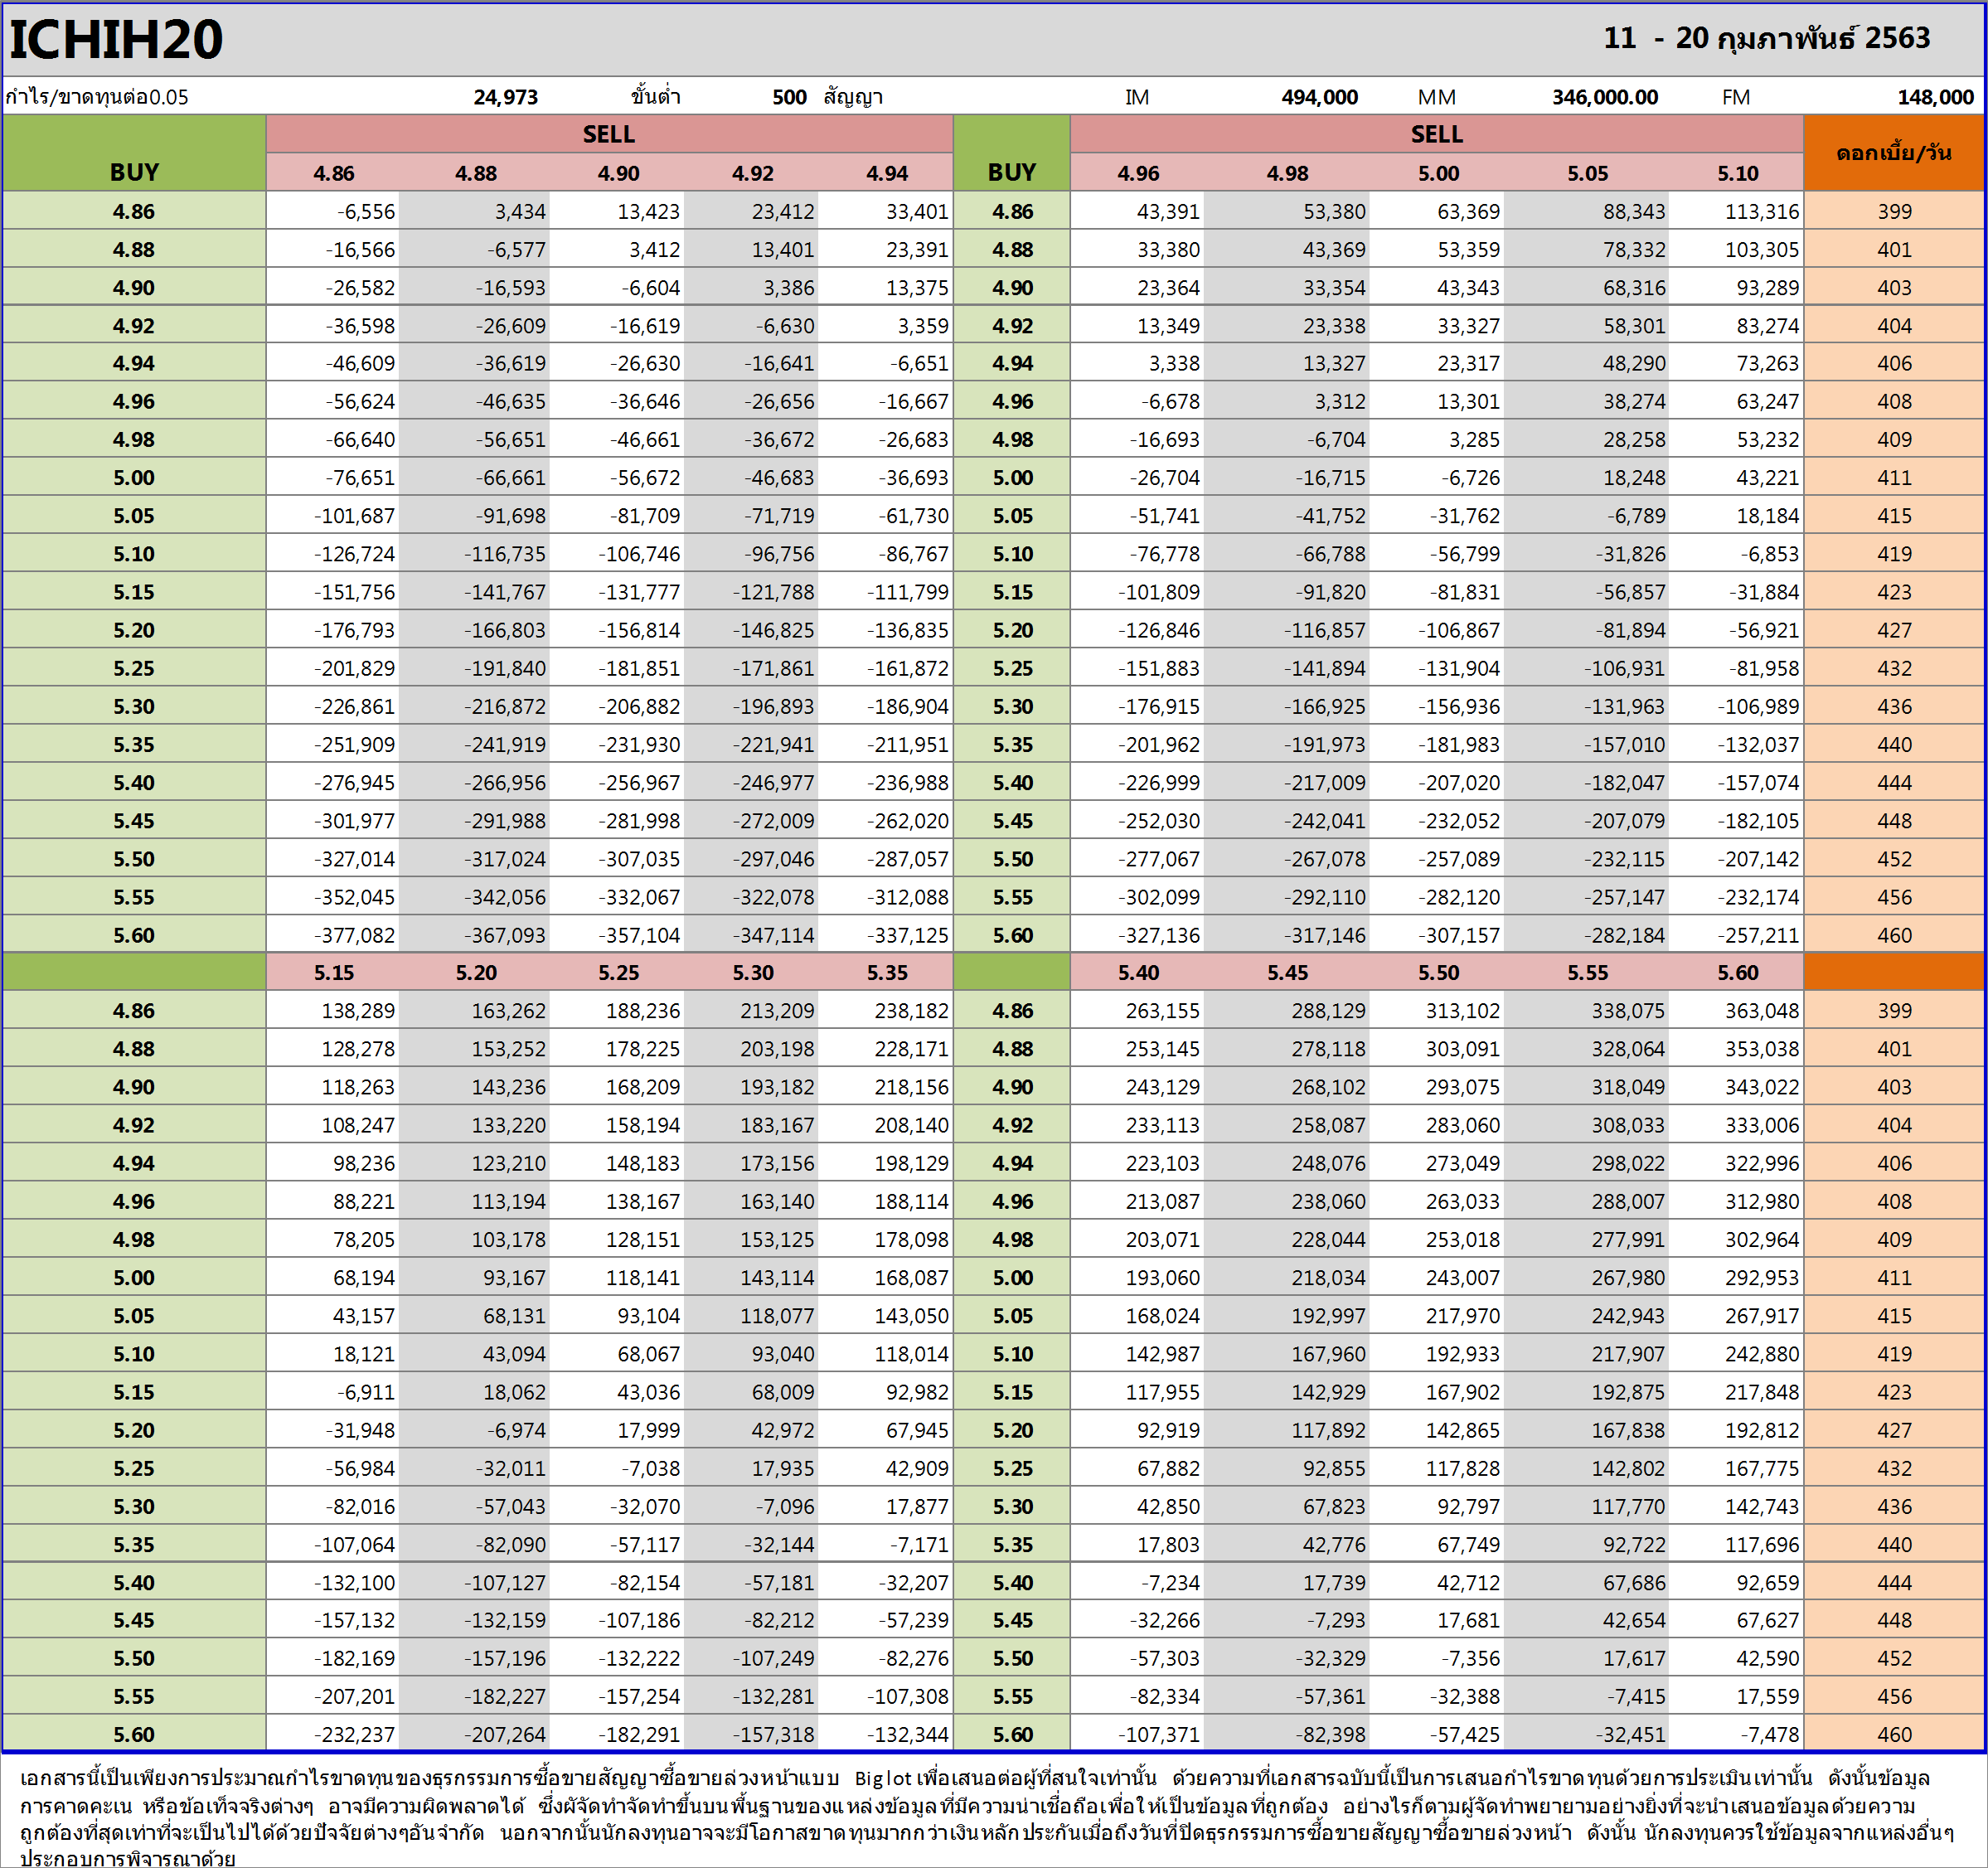 ICHIH20 11 - 20 กุมภาพันธ์ 2563
กำไร/ขาดทุนต่อ0.05 24,973 ขั้นต่ำ 500 สัญญา IM 494,000 MM 346,000.00 FM 148,000
BUY SELL BUY SELL ดอกเบี้ย/วัน
4.86 4.88 4.90 4.92 4.94 4.96 4.98 5.00 5.05 5.10
4.86 -6,556 3,434 13,423 23,412 33,401 4.86 43,391 53,380 63,369 88,343 113,316 399
4.88 -16,566 -6,577 3,412 13,401 23,391 4.88 33,380 43,369 53,359 78,332 103,305 401
4.90 -26,582 -16,593 -6,604 3,386 13,375 4.90 23,364 33,354 43,343 68,316 93,289 403
4.92 -36,598 -26,609 -16,619 -6,630 3,359 4.92 13,349 23,338 33,327 58,301 83,274 404
4.94 -46,609 -36,619 -26,630 -16,641 -6,651 4.94 3,338 13,327 23,317 48,290 73,263 406
4.96 -56,624 -46,635 -36,646 -26,656 -16,667 4.96 -6,678 3,312 13,301 38,274 63,247 408
4.98 -66,640 -56,651 -46,661 -36,672 -26,683 4.98 -16,693 -6,704 3,285 28,258 53,232 409
5.00 -76,651 -66,661 -56,672 -46,683 -36,693 5.00 -26,704 -16,715 -6,726 18,248 43,221 411
5.05 -101,687 -91,698 -81,709 -71,719 -61,730 5.05 -51,741 -41,752 -31,762 -6,789 18,184 415
5.10 -126,724 -116,735 -106,746 -96,756 -86,767 5.10 -76,778 -66,788 -56,799 -31,826 -6,853 419
5.15 -151,756 -141,767 -131,777 -121,788 -111,799 5.15 -101,809 -91,820 -81,831 -56,857 -31,884 423
5.20 -176,793 -166,803 -156,814 -146,825 -136,835 5.20 -126,846 -116,857 -106,867 -81,894 -56,921 427
5.25 -201,829 -191,840 -181,851 -171,861 -161,872 5.25 -151,883 -141,894 -131,904 -106,931 -81,958 432
5.30 -226,861 -216,872 -206,882 -196,893 -186,904 5.30 -176,915 -166,925 -156,936 -131,963 -106,989 436
5.35 -251,909 -241,919 -231,930 -221,941 -211,951 5.35 -201,962 -191,973 -181,983 -157,010 -132,037 440
5.40 -276,945 -266,956 -256,967 -246,977 -236,988 5.40 -226,999 -217,009 -207,020 -182,047 -157,074 444
5.45 -301,977 -291,988 -281,998 -272,009 -262,020 5.45 -252,030 -242,041 -232,052 -207,079 -182,105 448
5.50 -327,014 -317,024 -307,035 -297,046 -287,057 5.50 -277,067 -267,078 -257,089 -232,115 -207,142 452
5.55 -352,045 -342,056 -332,067 -322,078 -312,088 5.55 -302,099 -292,110 -282,120 -257,147 -232,174 456
5.60 -377,082 -367,093 -357,104 -347,114 -337,125 5.60 -327,136 -317,146 -307,157 -282,184 -257,211 460
5.15 5.20 5.25 5.30 5.35 5.40 5.45 5.50 5.55 5.60
4.86 138,289 163,262 188,236 213,209 238,182 4.86 263,155 288,129 313,102 338,075 363,048 399
4.88 128,278 153,252 178,225 203,198 228,171 4.88 253,145 278,118 303,091 328,064 353,038 401
4.90 118,263 143,236 168,209 193,182 218,156 4.90 243,129 268,102 293,075 318,049 343,022 403
4.92 108,247 133,220 158,194 183,167 208,140 4.92 233,113 258,087 283,060 308,033 333,006 404
4.94 98,236 123,210 148,183 173,156 198,129 4.94 223,103 248,076 273,049 298,022 322,996 406
4.96 88,221 113,194 138,167 163,140 188,114 4.96 213,087 238,060 263,033 288,007 312,980 408
4.98 78,205 103,178 128,151 153,125 178,098 4.98 203,071 228,044 253,018 277,991 302,964 409
5.00 68,194 93,167 118,141 143,114 168,087 5.00 193,060 218,034 243,007 267,980 292,953 411
5.05 43,157 68,131 93,104 118,077 143,050 5.05 168,024 192,997 217,970 242,943 267,917 415
5.10 18,121 43,094 68,067 93,040 118,014 5.10 142,987 167,960 192,933 217,907 242,880 419
5.15 -6,911 18,062 43,036 68,009 92,982 5.15 117,955 142,929 167,902 192,875 217,848 423
5.20 -31,948 -6,974 17,999 42,972 67,945 5.20 92,919 117,892 142,865 167,838 192,812 427
5.25 -56,984 -32,011 -7,038 17,935 42,909 5.25 67,882 92,855 117,828 142,802 167,775 432
5.30 -82,016 -57,043 -32,070 -7,096 17,877 5.30 42,850 67,823 92,797 117,770 142,743 436
5.35 -107,064 -82,090 -57,117 -32,144 -7,171 5.35 17,803 42,776 67,749 92,722 117,696 440
5.40 -132,100 -107,127 -82,154 -57,181 -32,207 5.40 -7,234 17,739 42,712 67,686 92,659 444
5.45 -157,132 -132,159 -107,186 -82,212 -57,239 5.45 -32,266 -7,293 17,681 42,654 67,627 448
5.50 -182,169 -157,196 -132,222 -107,249 -82,276 5.50 -57,303 -32,329 -7,356 17,617 42,590 452
5.55 -207,201 -182,227 -157,254 -132,281 -107,308 5.55 -82,334 -57,361 -32,388 -7,415 17,559 456
5.60 -232,237 -207,264 -182,291 -157,318 -132,344 5.60 -107,371 -82,398 -57,425 -32,451 -7,478 460
เอกสารนี้เป็นเพียงการประมาณกำไรขาดทุนของธุรกรรมการซื้อขายสัญญาซื้อขายล่วงหน้าแบบ Big lot เพื่อเสนอต่อผู้ที่สนใจเท่านั้น ด้วยความที่เอกสารฉบับนี้เป็นการเสนอกำไรขาดทุนด้วยการประเมินเท่านั้น ดังนั้นข้อมูล
การคาดคะเน หรือข้อเท็จจริงต่างๆ อาจมีความผิดพลาดได้ ซึ่งผัจัดทำจัดทำขึ้นบนพื้นฐานของแหล่งข้อมูลที่มีความน่าเชื่อถือเพื่อให้เป็นข้อมูลที่ถูกต้อง อย่างไรก็ตามผู้จัดทำพยายามอย่างยิ่งที่จะนำเสนอข้อมูลด้วยความ
ถูกต้องที่สุดเท่าที่จะเป็นไปได้ด้วยปัจจัยต่างๆอันจำกัด นอกจากนั้นนักลงทุนอาจจะมีโอกาสขาดทุนมากกว่าเงินหลักประกันเมื่อถึงวันที่ปิดธุรกรรมการซื้อขายสัญญาซื้อขายล่วงหน้า ดังนั้น นักลงทุนควรใช้ข้อมูลจากแหล่งอื่นๆ
ประกอบการพิจารณาด้วย